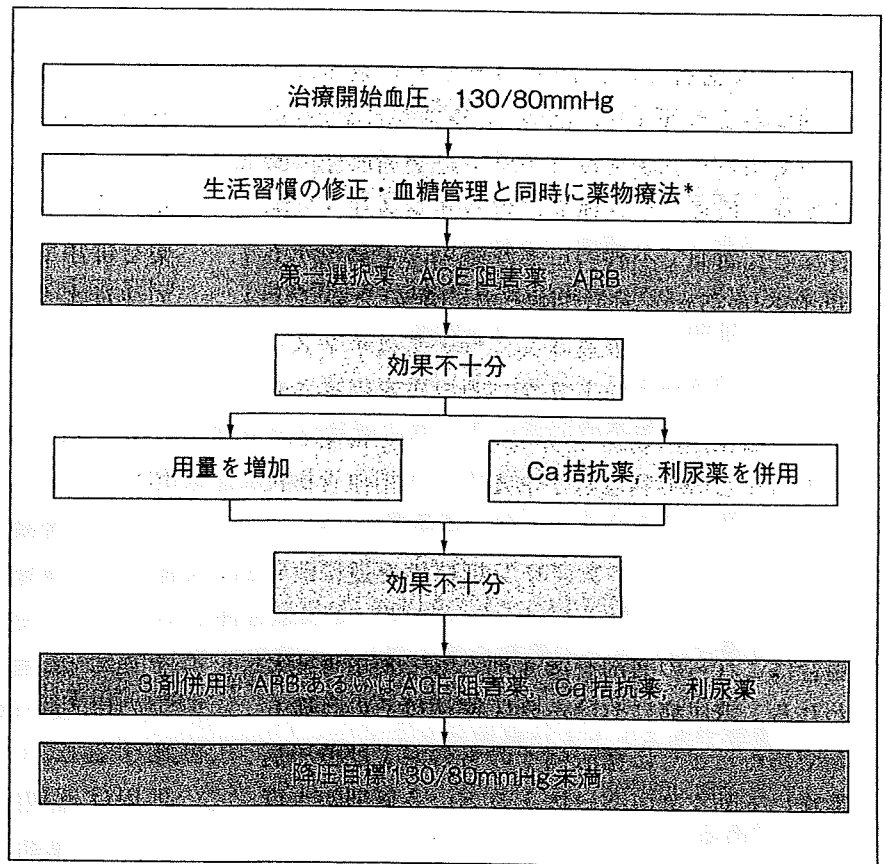 治療開始血圧 130/80mmHg
生活習慣の修正・血糖管理と同時に薬物療法*
第一選択薬 ACE阻害薬, ARB
効果不十分
用量を増加
Ca拮抗薬, 利尿薬を併用
効果不十分
3剤併用 ARBあるいはACE阻害薬, Ca拮抗薬, 利尿薬
降圧目標130/80mmHg未満